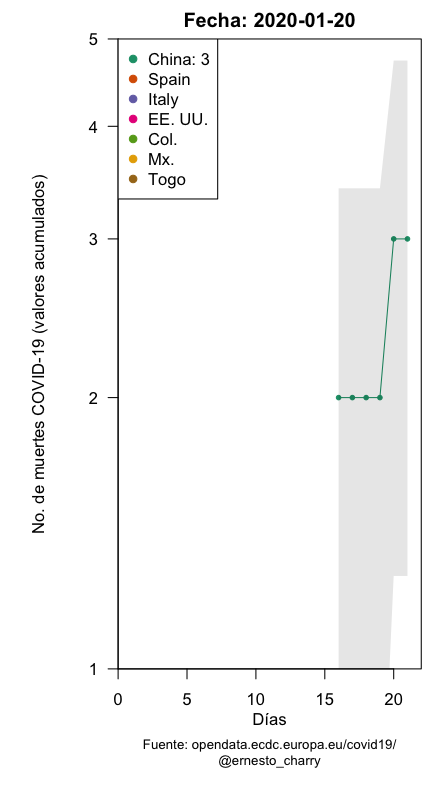 Fecha: 2020-01-20
China: 3
Spain
Italy
EE. UU.
Col.
Mx.
Togo
No. de muertes COVID-19 (valores acumulados)
5
4
3
2
1
0 5 10 15 20
Días
Fuente: opendata.ecdc.europa.eu/covid19/
@ernesto_charry